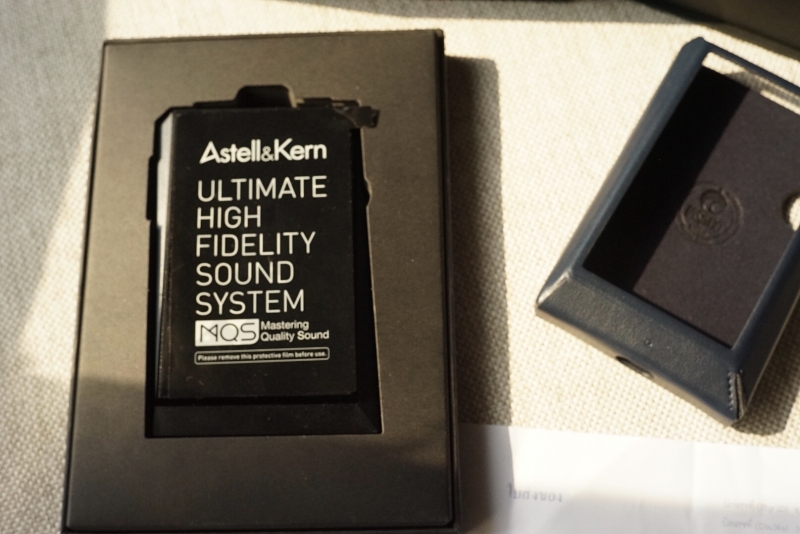 Astell&Kern
ULTIMATE
HIGH
FIDELITY
SOUND
SYSTEM
MQS Mastering
Quality Sound
Please remove this protective film before use.